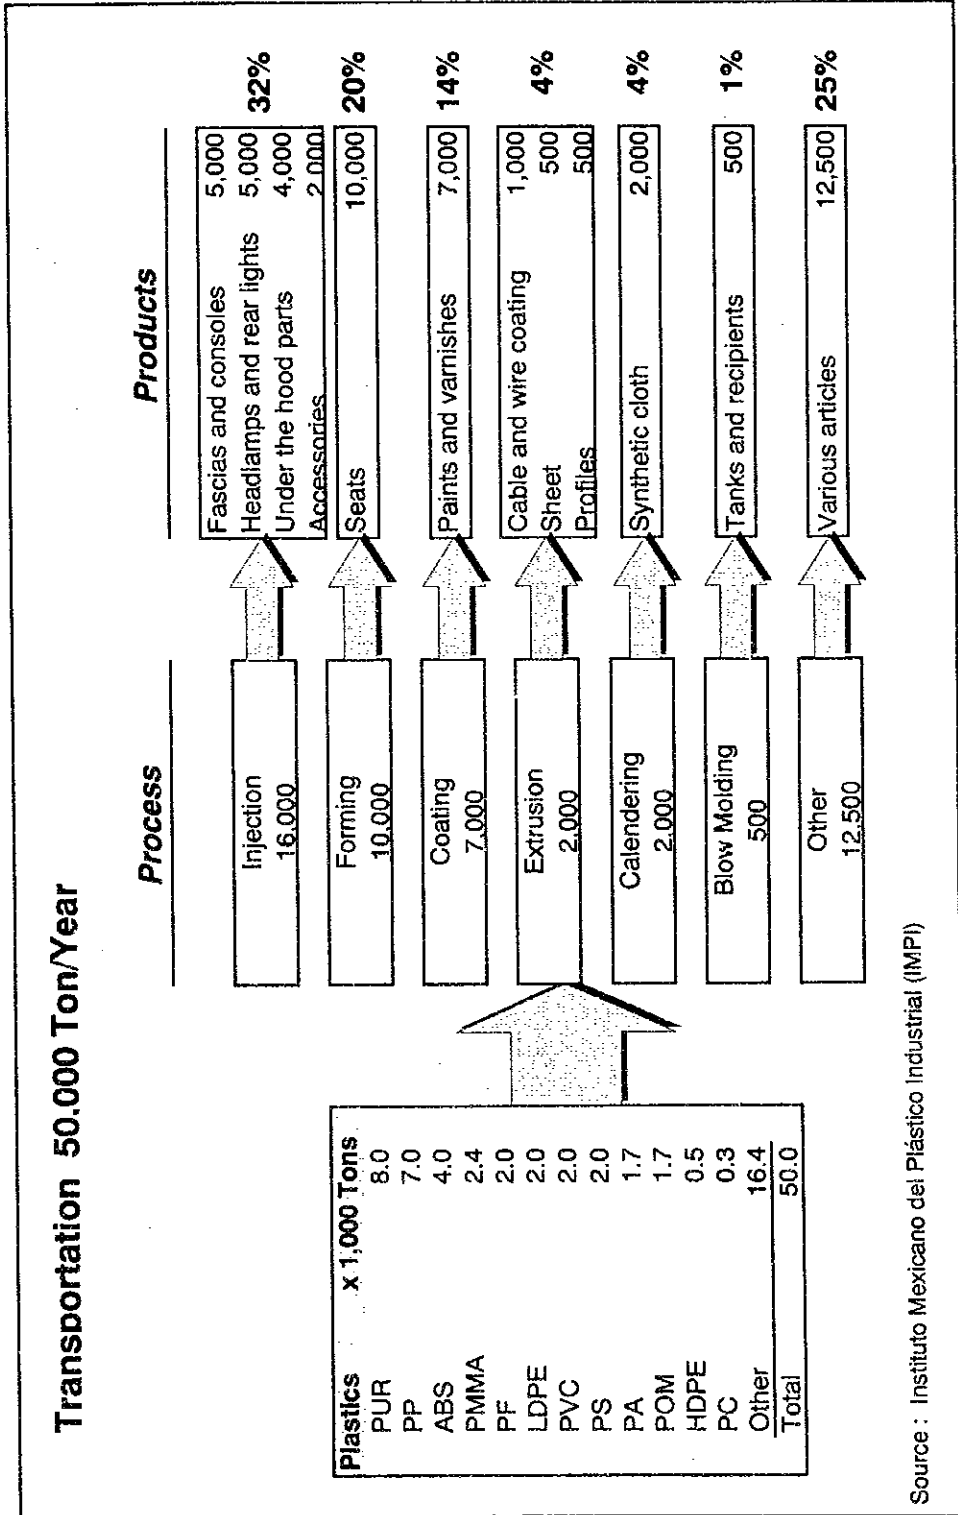 Transportation 50.000 Ton/Year
Process
Products
Plastics x 1,000 Tons
PUR 8.0
PP 7.0
ABS 4.0
PMMA 2.4
PF 2.0
LDPE 2.0
PVC 2.0
PS 2.0
PA 1.7
POM 1.7
HDPE 0.5
PC 0.3
Other 16.4
Total 50.0
Injection
16.000
Fascias and consoles 5,000
Headlamps and rear lights 5,000
Under the hood parts 4,000
Accessories 2.000
32%
Forming
10.000
Seats 10,000
20%
Coating
7.000
Paints and varnishes 7,000
14%
Extrusion
2.000
Cable and wire coating 1,000
Sheet 500
Profiles 500
4%
Calendering
2.000
Synthetic cloth 2,000
4%
Blow Molding
500
Tanks and recipients 500
1%
Other
12.500
Various articles 12,500
25%
Source : Instituto Mexicano del Plástico Industrial (IMPI)